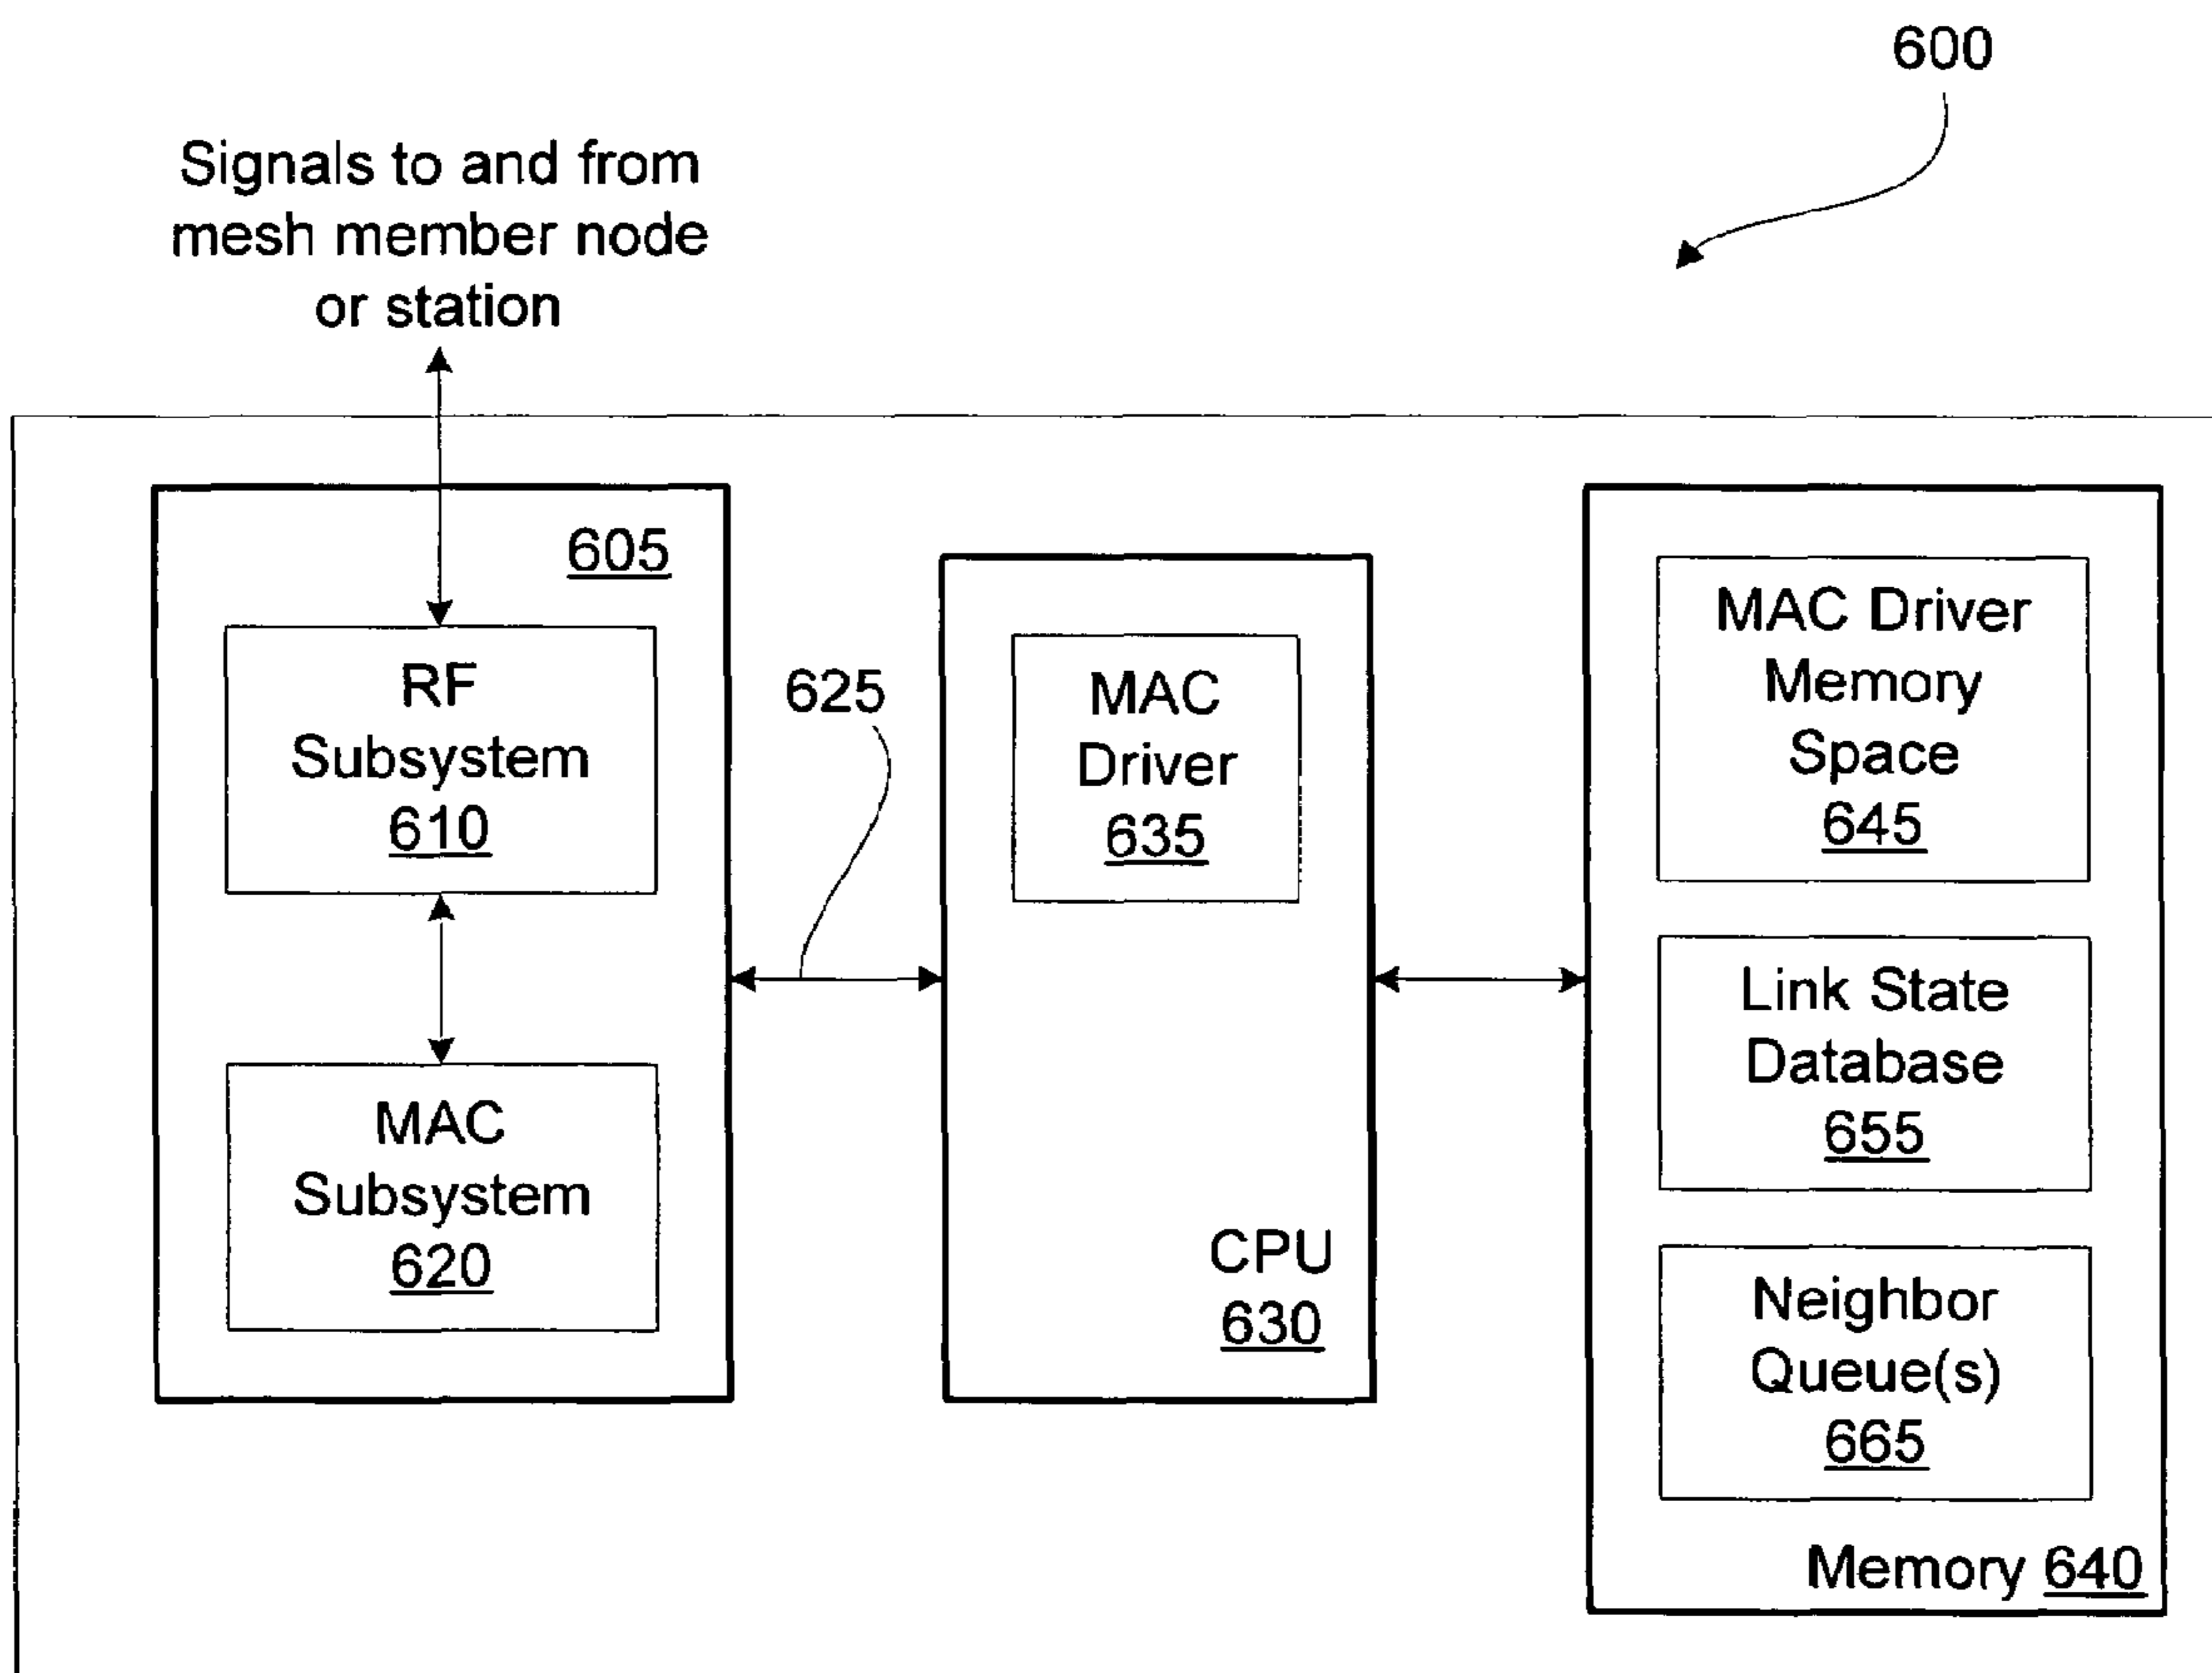 600
Signals to and from
mesh member node
or station
605
RF
Subsystem
610
MAC
Subsystem
620
625
MAC
Driver
635
CPU
630
MAC Driver
Memory
Space
645
Link State
Database
655
Neighbor
Queue(s)
665
Memory 640